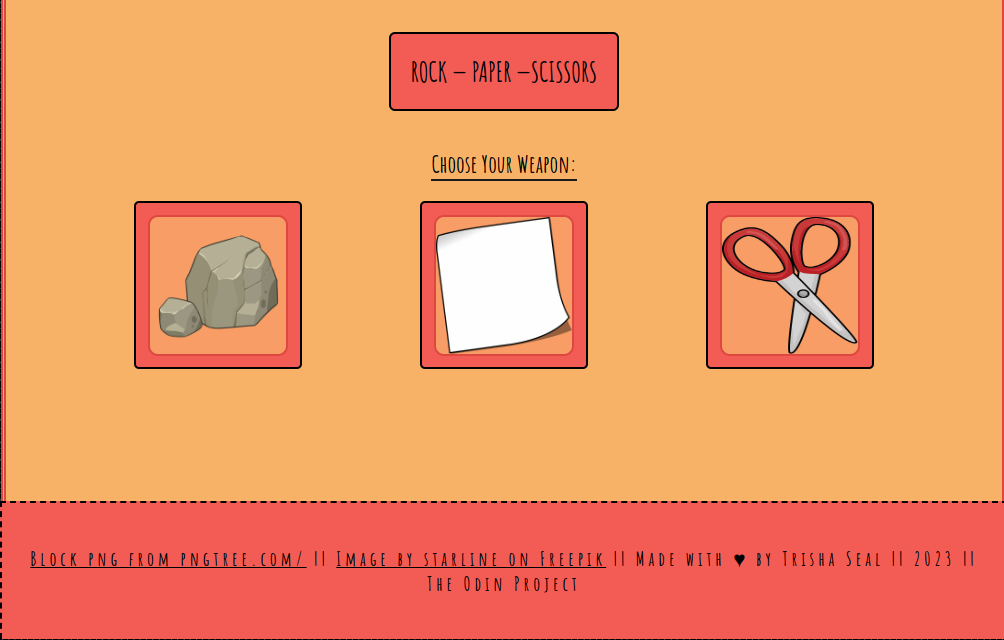 ROCK – PAPER –SCISSORS
Choose Your Weapon:
Block png from pngtree.com/ || Image by starline on Freepik || Made with ♥ by Trisha Seal || 2023 ||
The Odin Project